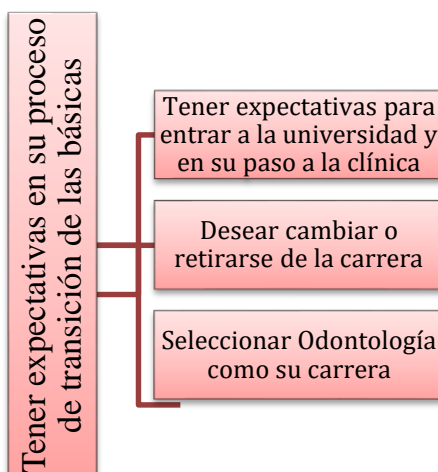 Tener expectativas en su proceso
de transición de las básicas
Tener expectativas para
entrar a la universidad y
en su paso a la clínica
Desear cambiar o
retirarse de la carrera
Seleccionar Odontología
como su carrera